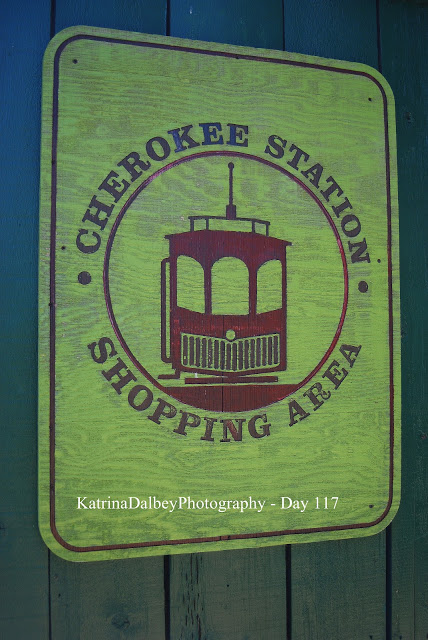 • CHEROKEE STATION •
SHOPPING AREA
KatrinaDalbeyPhotography - Day 117